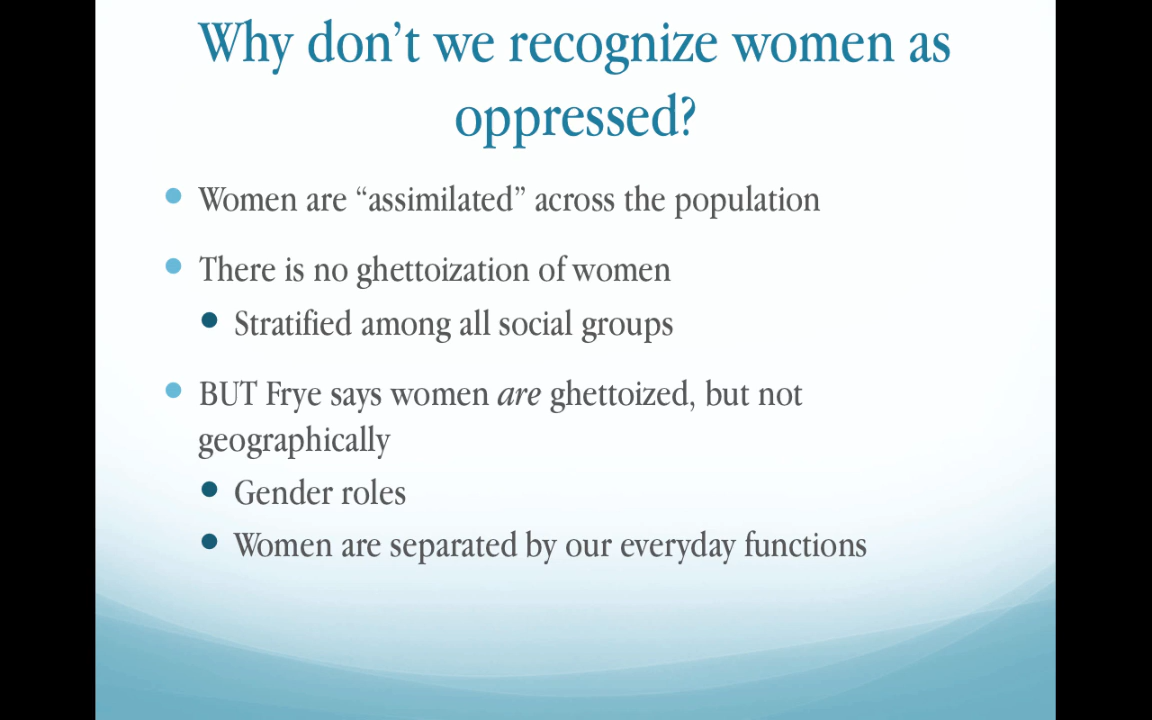 Why don’t we recognize women as
oppressed?
Women are “assimilated” across the population
There is no ghettoization of women
Stratified among all social groups
BUT Frye says women are ghettoized, but not
geographically
Gender roles
Women are separated by our everyday functions